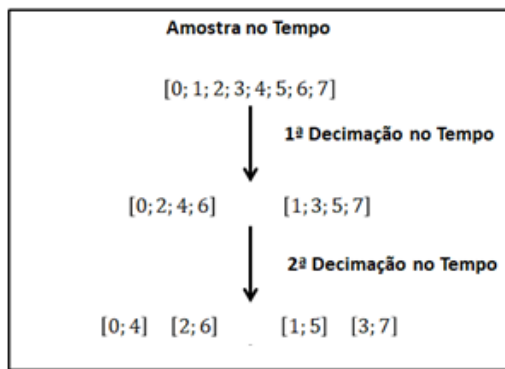 Amostra no Tempo
[0; 1; 2; 3; 4; 5; 6; 7]
1ª Decimação no Tempo
[0; 2; 4; 6] [1; 3; 5; 7]
2ª Decimação no Tempo
[0; 4] [2; 6] [1; 5] [3; 7]